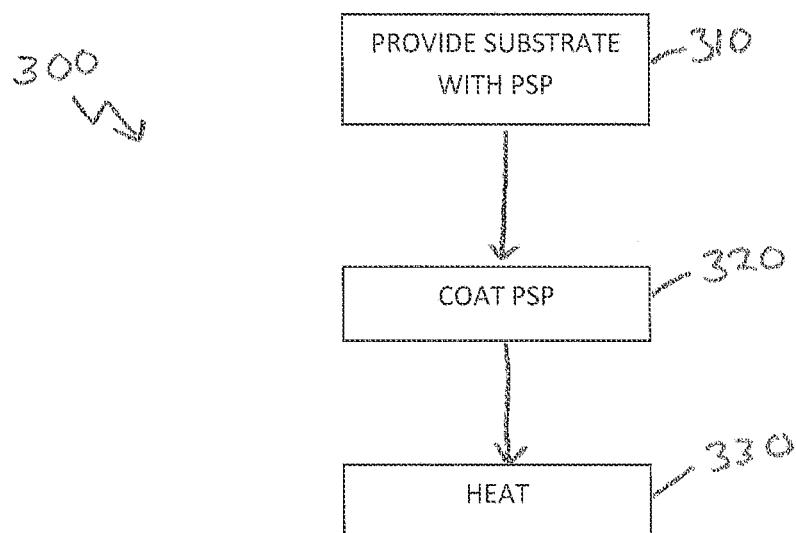 300
PROVIDE SUBSTRATE
WITH PSP
310
COAT PSP
320
HEAT
330